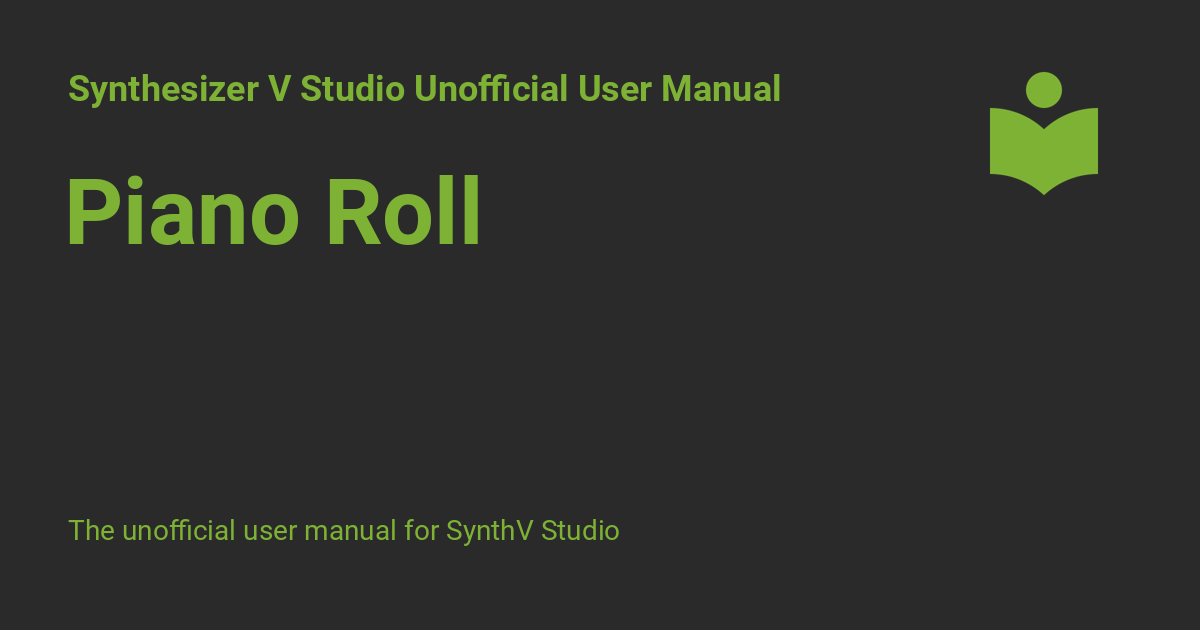 Synthesizer V Studio Unofficial User Manual
Piano Roll
The unofficial user manual for SynthV Studio